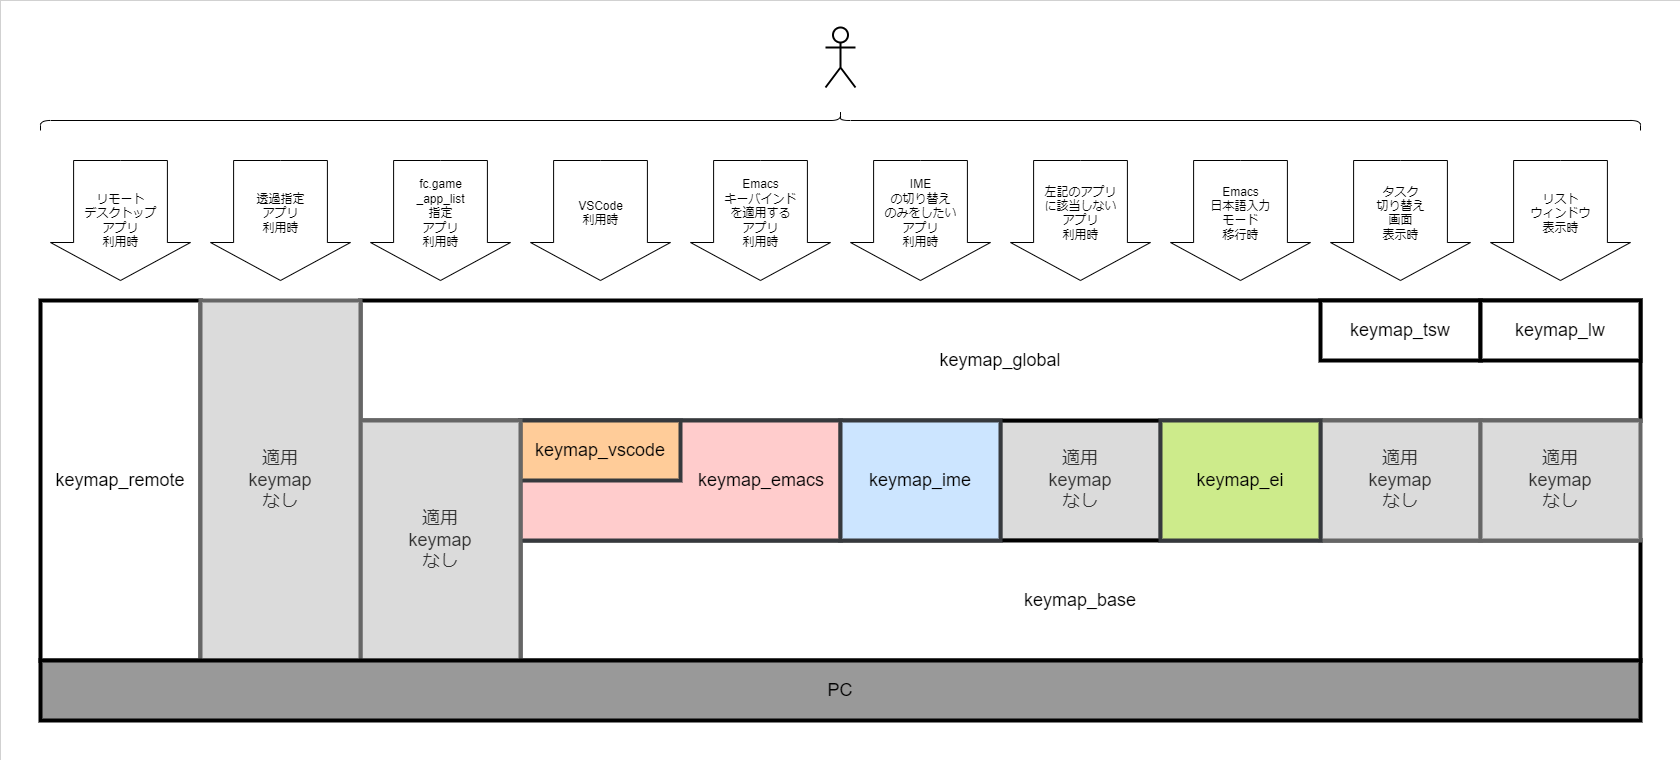 リモート
デスクトップ
アプリ
利用時
透過指定
アプリ
利用時
fc.game
_app_list
指定
アプリ
利用時
VSCode
利用時
Emacs
キーバインド
を適用する
アプリ
利用時
IME
の切り替え
のみをしたい
アプリ
利用時
左記のアプリ
に該当しない
アプリ
利用時
Emacs
日本語入力
モード
移行時
タスク
切り替え
画面
表示時
リスト
ウィンドウ
表示時
keymap_tsw
keymap_lw
keymap_global
keymap_remote
適用
keymap
なし
適用
keymap
なし
keymap_vscode
keymap_emacs
keymap_ime
適用
keymap
なし
keymap_ei
適用
keymap
なし
適用
keymap
なし
keymap_base
PC